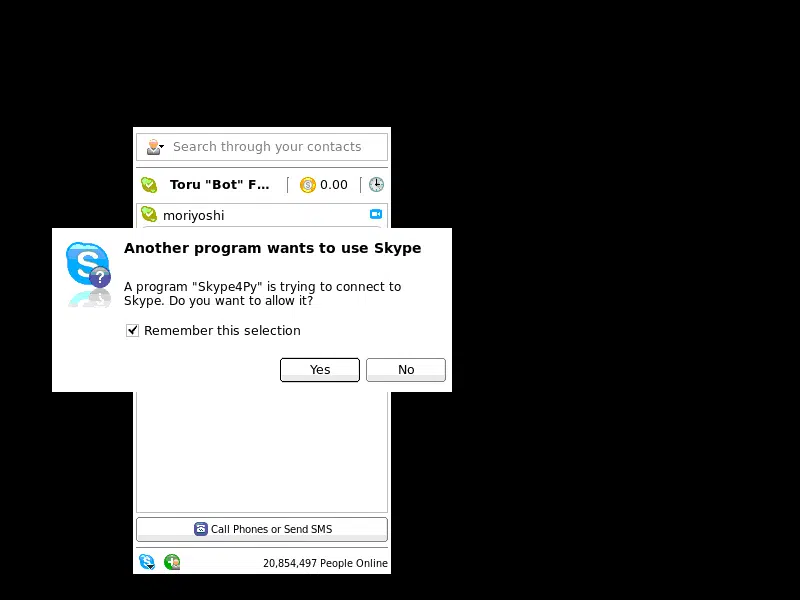 Search through your contacts
Toru "Bot" F...
0.00
moriyoshi
Another program wants to use Skype
A program "Skype4Py" is trying to connect to
Skype. Do you want to allow it?
Remember this selection
Yes
No
Call Phones or Send SMS
20,854,497 People Online